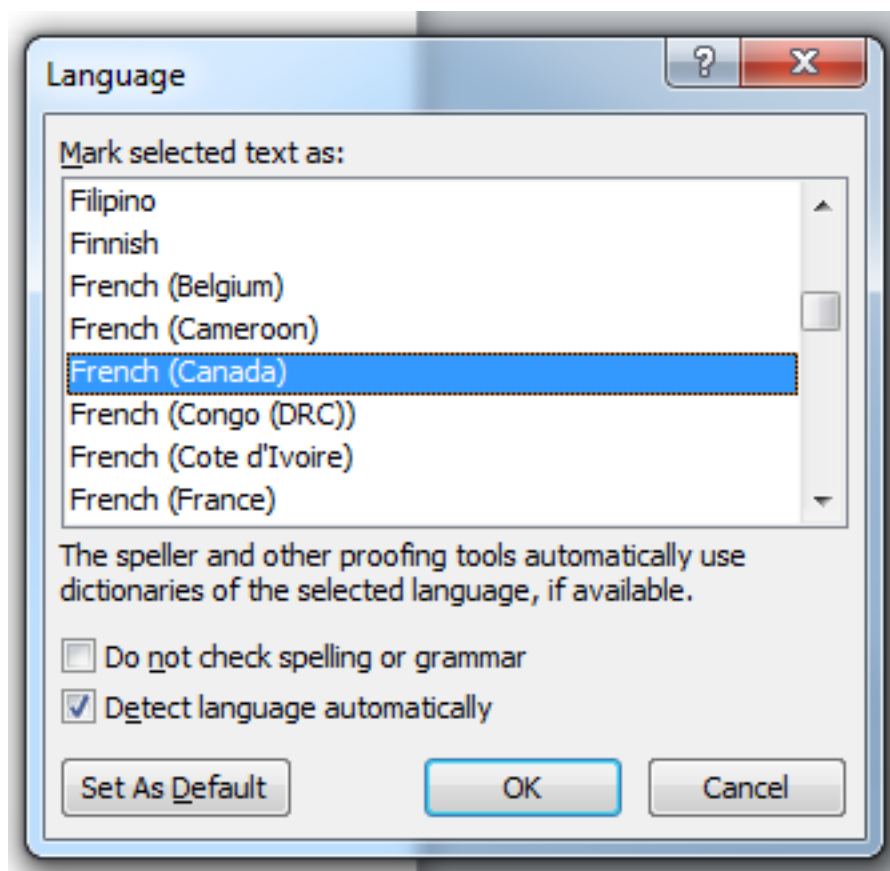 Language
Mark selected text as:
Filipino
Finnish
French (Belgium)
French (Cameroon)
French (Canada)
French (Congo (DRC))
French (Cote d'Ivoire)
French (France)
The speller and other proofing tools automatically use
dictionaries of the selected language, if available.
Do not check spelling or grammar
Detect language automatically
Set As Default OK Cancel